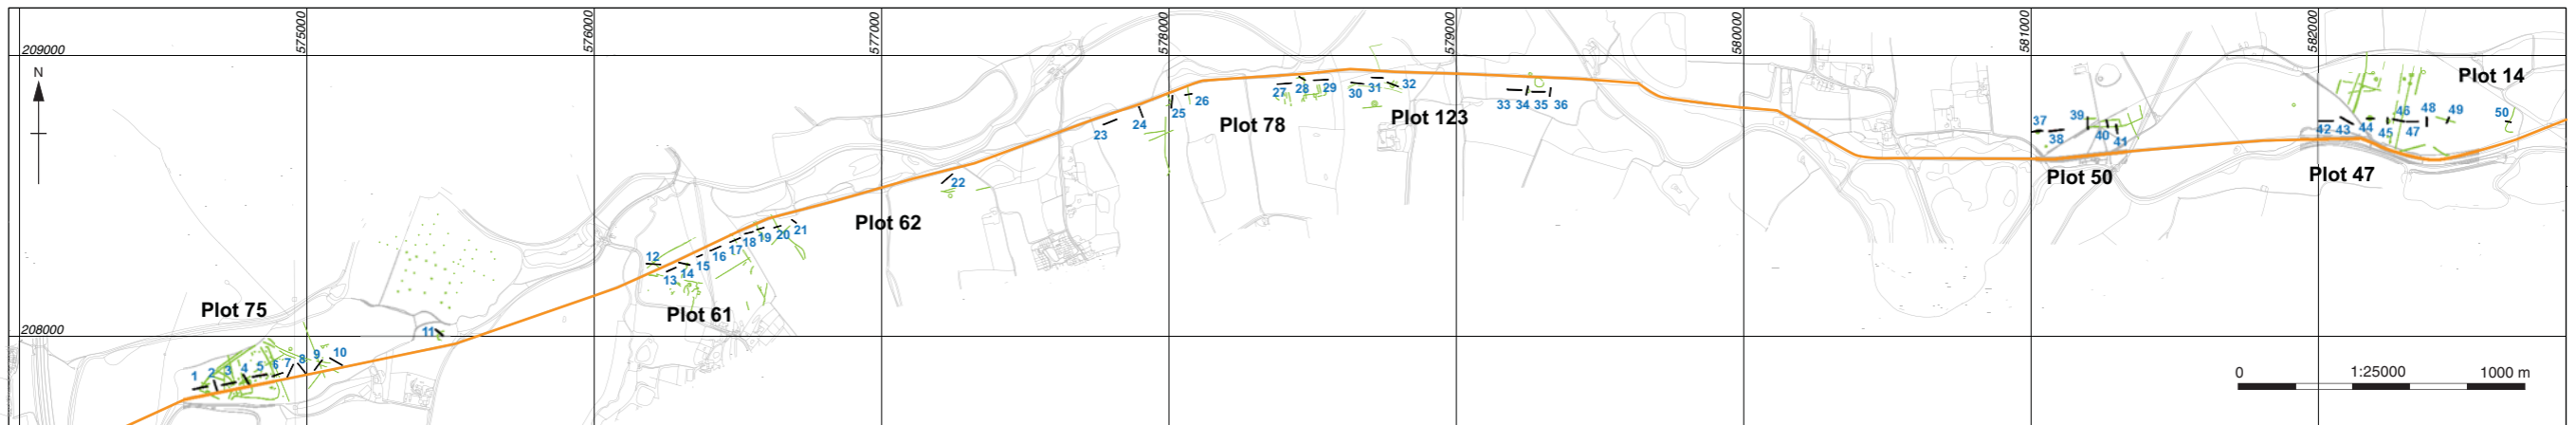 575000 576000 577000 578000 579000 580000 581000 582000
209000
N
Plot 14
27 28 29 30 31 32
33 34 35 36
37 38 39 40 41
42 43 44 45 46 47 48 49 50
Plot 78
Plot 123
23 24 25 26
Plot 50
Plot 47
22
Plot 62
12 13 14 15 16 17 18 19 20 21
Plot 61
Plot 75
208000
11
1 2 3 4 5 6 7 8 9 10
0 1:25000 1000 m